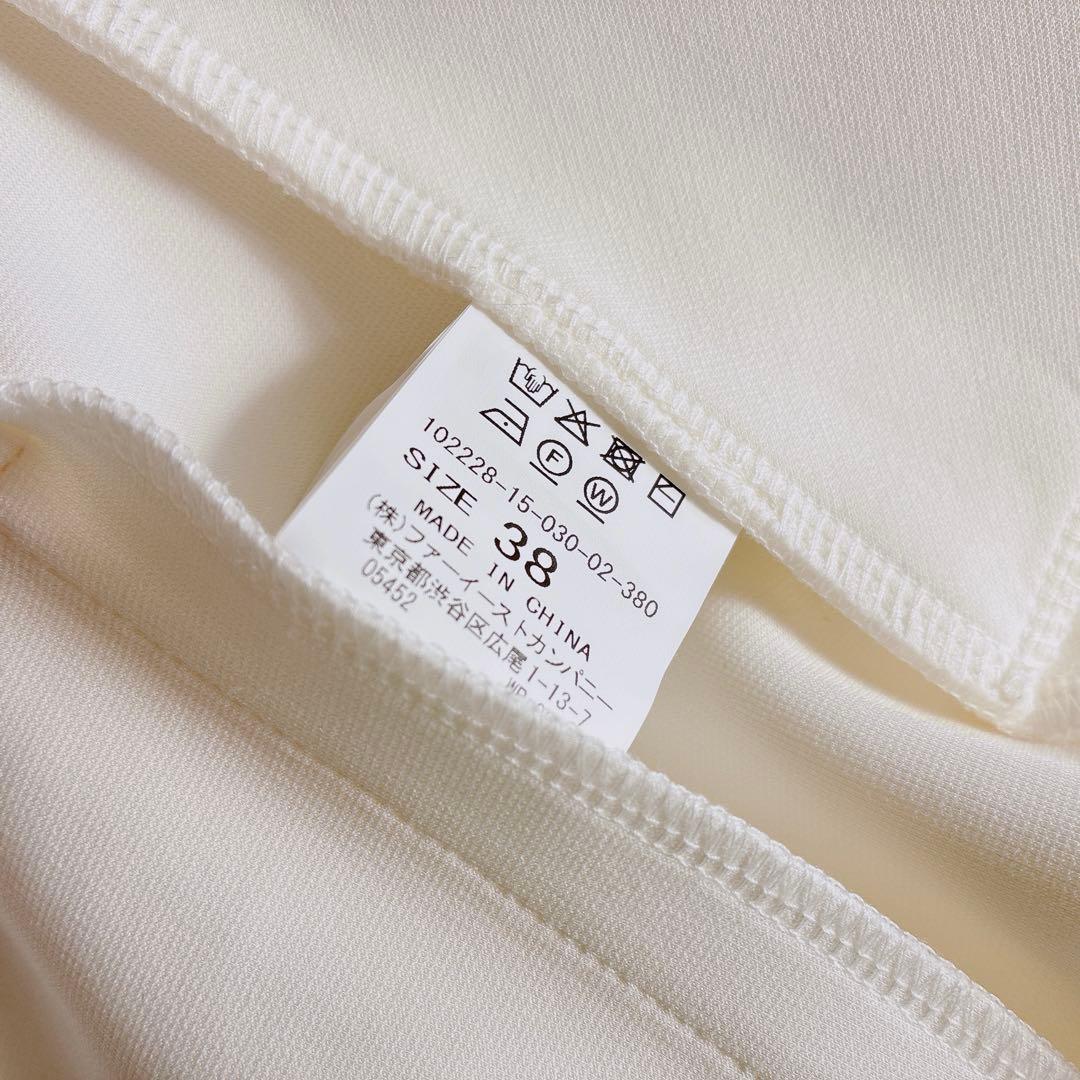 F W
102228-15-030-02-380
SIZE 38
MADE IN CHINA
(株)ファーイーストカンパニー
東京都渋谷区広尾1-13-7
05452